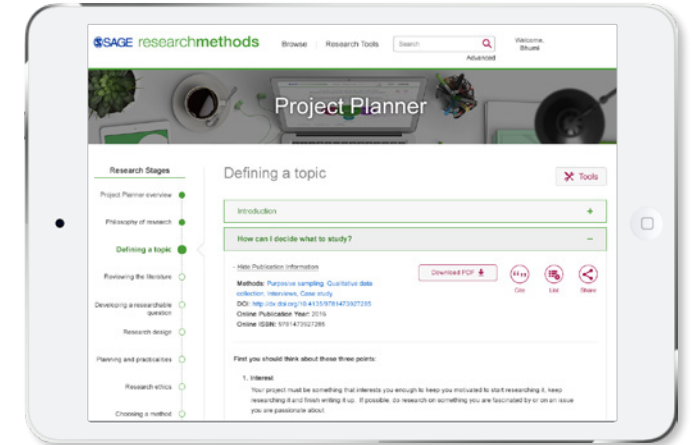 SAGE researchmethods
Browse
Research Tools
Search
Welcome,
Bhumi
Advanced
Project Planner
Research Stages
Project Planner overview
Philosophy of research
Defining a topic
Reviewing the literature
Developing a researchable
question
Research design
Planning and practicalities
Research ethics
Choosing a method
Defining a topic
Tools
Introduction
+
How can I decide what to study?
–
- Hide Publication Information
Download PDF
Cite
List
Share
Methods: Purposive sampling, Qualitative data
collection, Interviews, Case study
DOI: http://dx.doi.org/10.4135/9781473927285
Online Publication Year: 2016
Online ISBN: 9781473927285
First you should think about these three points:
1. Interest
Your project must be something that interests you enough to keep you motivated to start researching it, keep
researching it and finish writing it up. If possible, do research on something you are fascinated by or on an issue
you are passionate about.